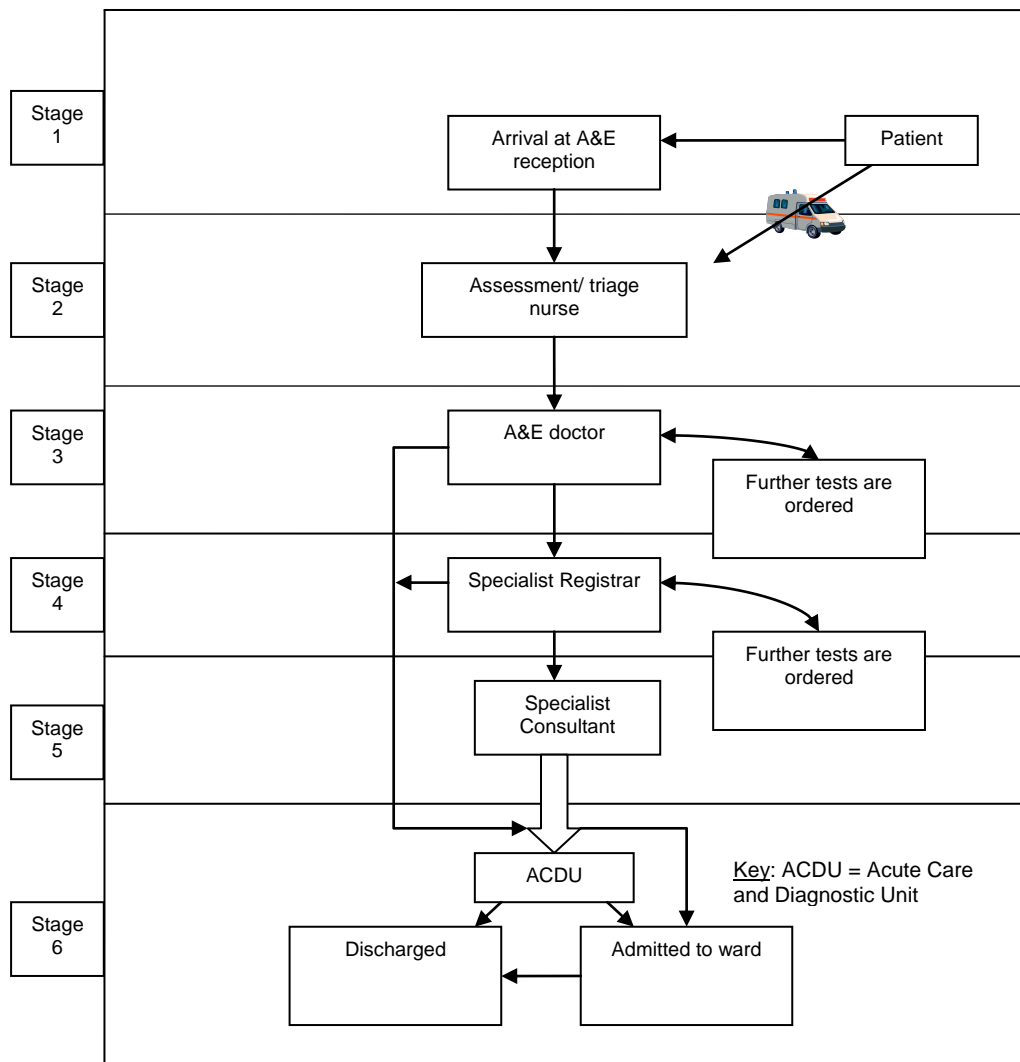 Stage
1
Arrival at A&E
reception
Patient
Stage
2
Assessment/ triage
nurse
Stage
3
A&E doctor
Further tests are
ordered
Stage
4
Specialist Registrar
Further tests are
ordered
Stage
5
Specialist
Consultant
Stage
6
ACDU
Key: ACDU = Acute Care
and Diagnostic Unit
Discharged
Admitted to ward